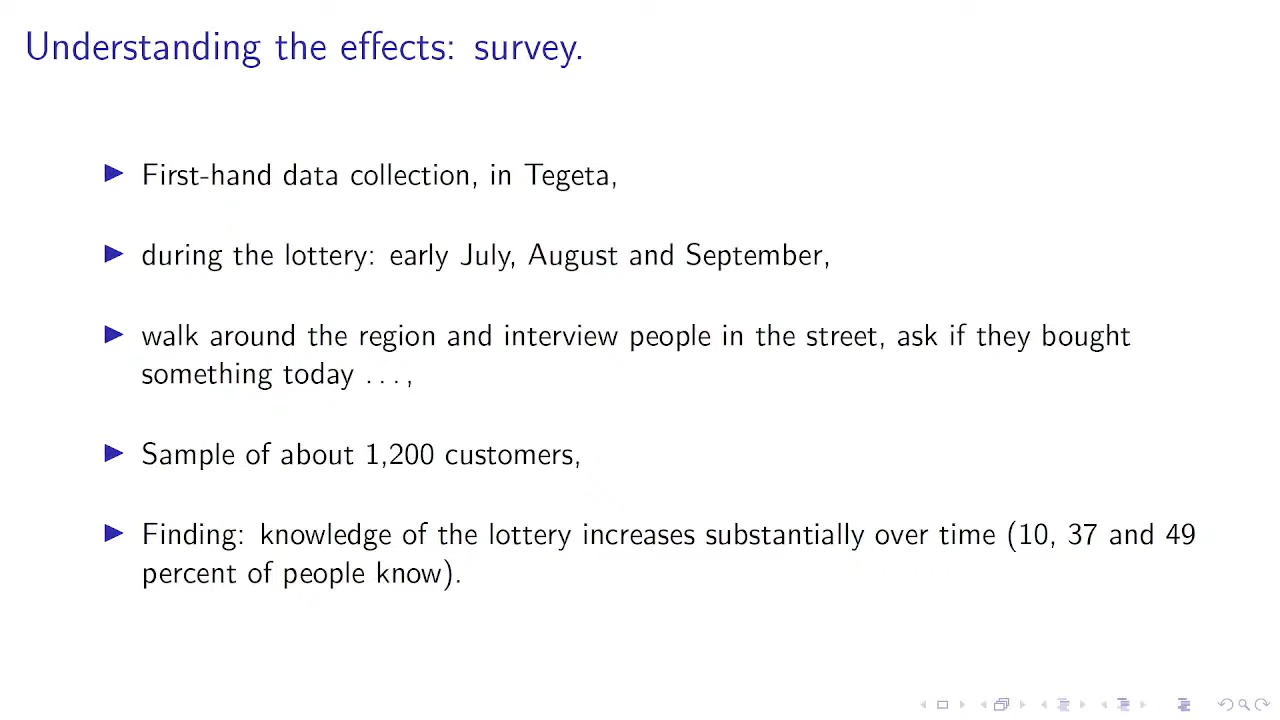 Understanding the effects: survey.
First-hand data collection, in Tegeta,
during the lottery: early July, August and September,
walk around the region and interview people in the street, ask if they bought
something today . . . ,
Sample of about 1,200 customers,
Finding: knowledge of the lottery increases substantially over time (10, 37 and 49
percent of people know).